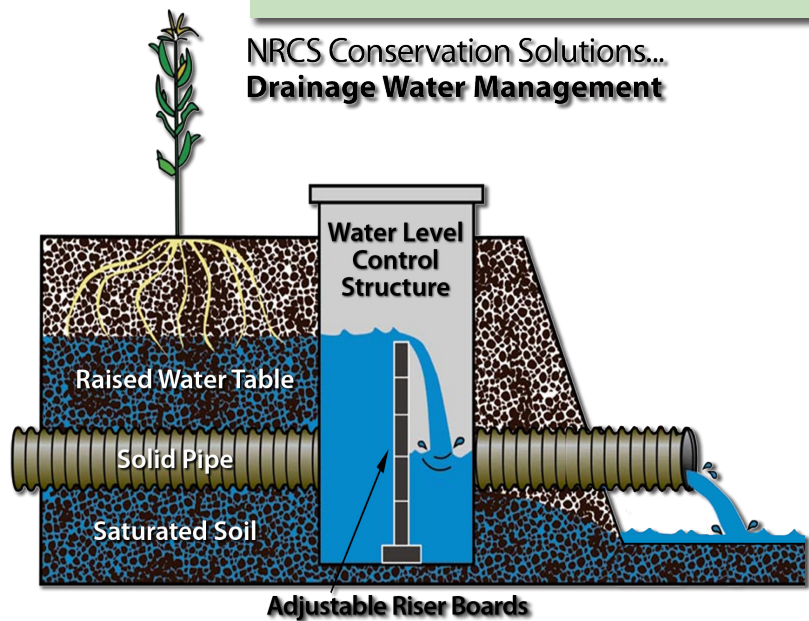 NRCS Conservation Solutions...
Drainage Water Management
Water Level
Control
Structure
Raised Water Table
Solid Pipe
Saturated Soil
Adjustable Riser Boards